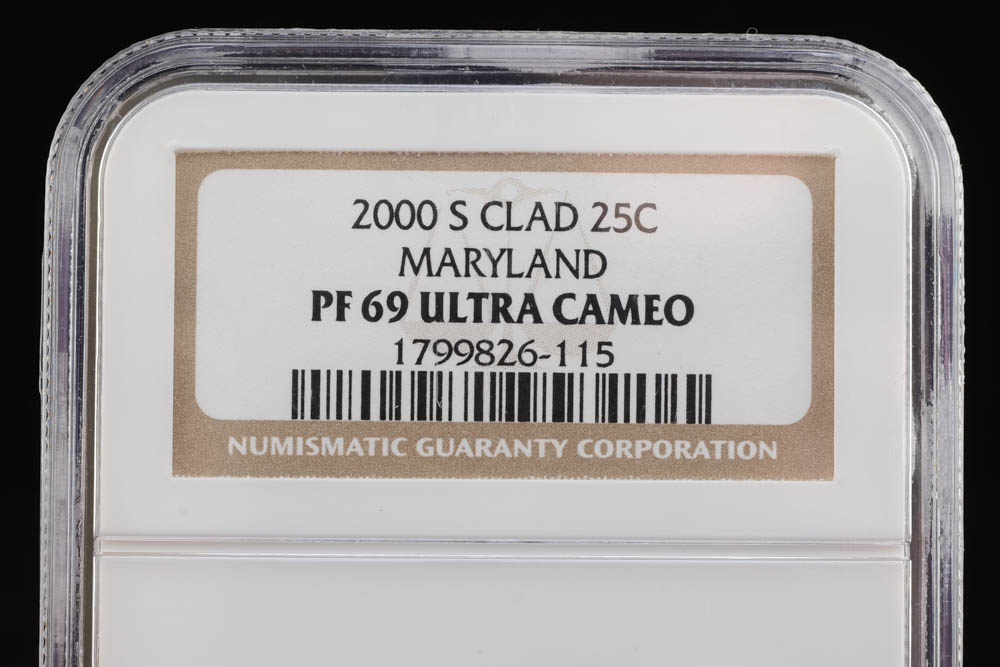 2000 S CLAD 25C
MARYLAND
PF 69 ULTRA CAMEO
1799826-115
NUMISMATIC GUARANTY CORPORATION